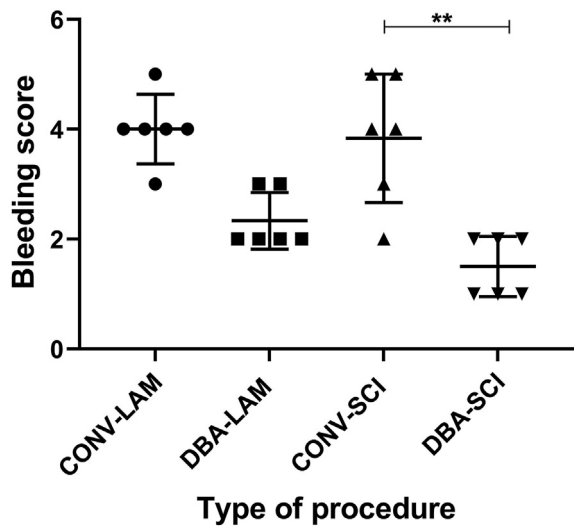 **
6
4
2
0
Bleeding score
CONV-LAM
DBA-LAM
CONV-SCI
DBA-SCI
Type of procedure